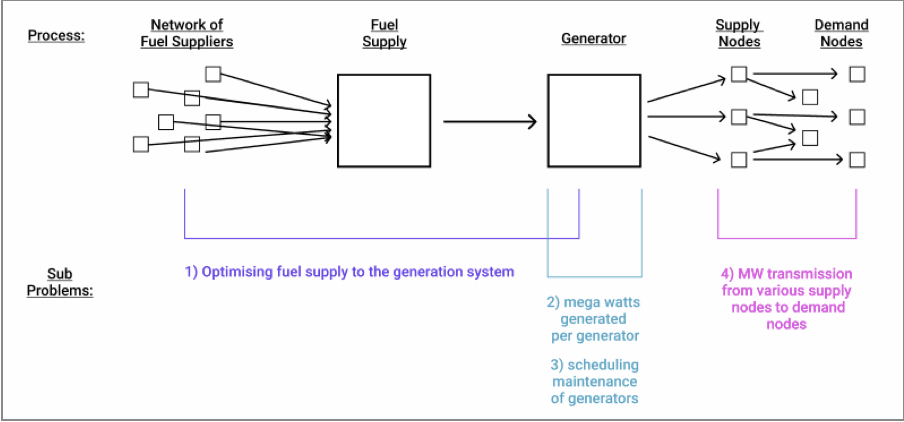 Process:
Network of
Fuel Suppliers
Fuel
Supply
Generator
Supply
Nodes
Demand
Nodes
Sub
Problems:
1) Optimising fuel supply to the generation system
2) mega watts
generated
per generator
3) scheduling
maintenance
of generators
4) MW transmission
from various supply
nodes to demand
nodes